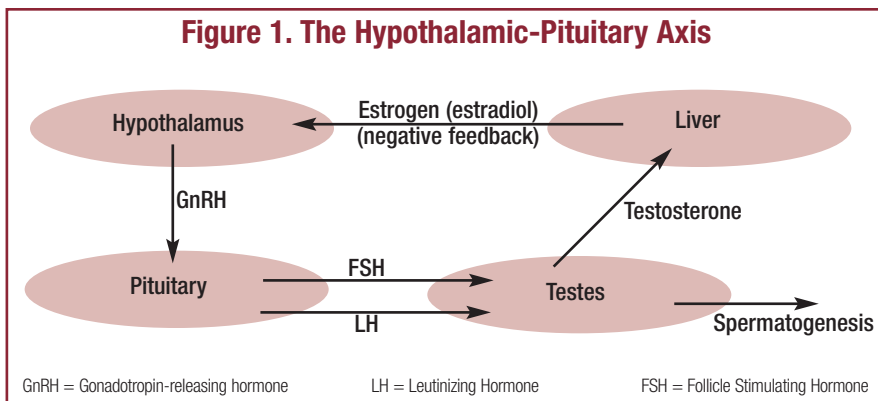 Figure 1. The Hypothalamic-Pituitary Axis
Hypothalamus
Estrogen (estradiol)
(negative feedback)
Liver
GnRH
Testosterone
Pituitary
FSH
LH
Testes
Spermatogenesis
GnRH = Gonadotropin-releasing hormone
LH = Leutinizing Hormone
FSH = Follicle Stimulating Hormone